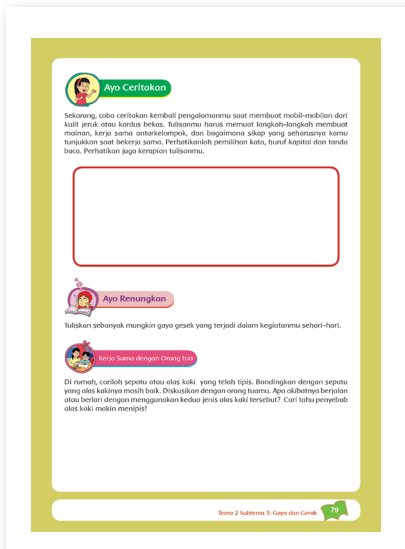 Ayo Ceritakan
Sekarang, coba ceritakan kembali pengalamanmu saat membuat mobil-mobilan dari
kulit jeruk atau kardus bekas. Tulisanmu harus memuat langkah-langkah membuat
mainan, kerja sama antarkelompok, dan bagaimana sikap yang seharusnya kamu
tunjukkan saat bekerja sama. Perhatikanlah pemilihan kata, huruf kapital dan tanda
baca. Perhatikan juga kerapian tulisanmu.
Ayo Renungkan
Tuliskan sebanyak mungkin gaya gesek yang terjadi dalam kegiatanmu sehari-hari.
Kerja Sama dengan Orang tua
Di rumah, carilah sepatu atau alas kaki yang telah tipis. Bandingkan dengan sepatu
yang alas kakinya masih baik. Diskusikan dengan orang tuamu. Apa akibatnya berjalan
atau berlari dengan menggunakan kedua jenis alas kaki tersebut? Cari tahu penyebab
alas kaki makin menipis!
Tema 2 Subtema 3: Gaya dan Gerak
79